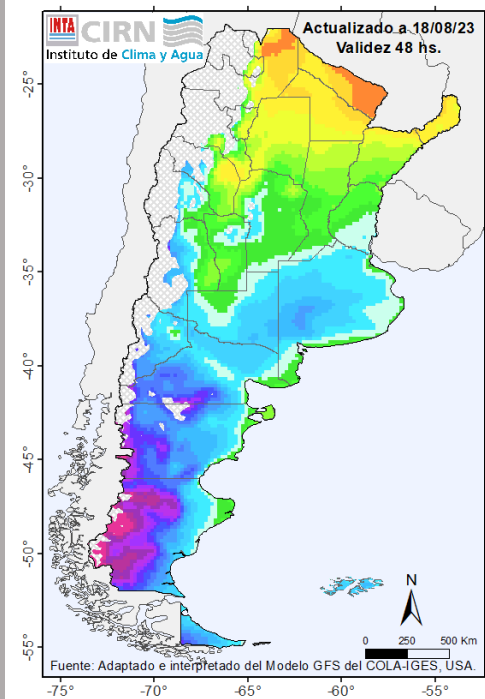 INTA CIRN
Instituto de Clima y Agua
Actualizado a 18/08/23
Validez 48 hs.
-22°
-30°
-35°
-40°
-45°
-50°
-55°
N
0 250 500 Km
Fuente: Adaptado e interpretado del Modelo GFS del COLA-IGES, USA.
-75° -70° -65° -60° -55°